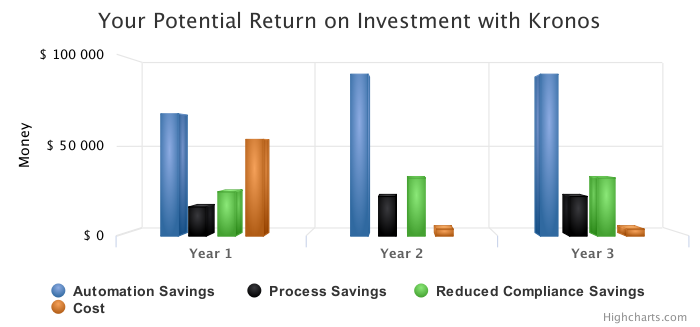 Your Potential Return on Investment with Kronos
$ 100 000
$ 50 000
$ 0
Money
Year 1
Year 2
Year 3
Automation Savings
Process Savings
Reduced Compliance Savings
Cost
Highcharts.com